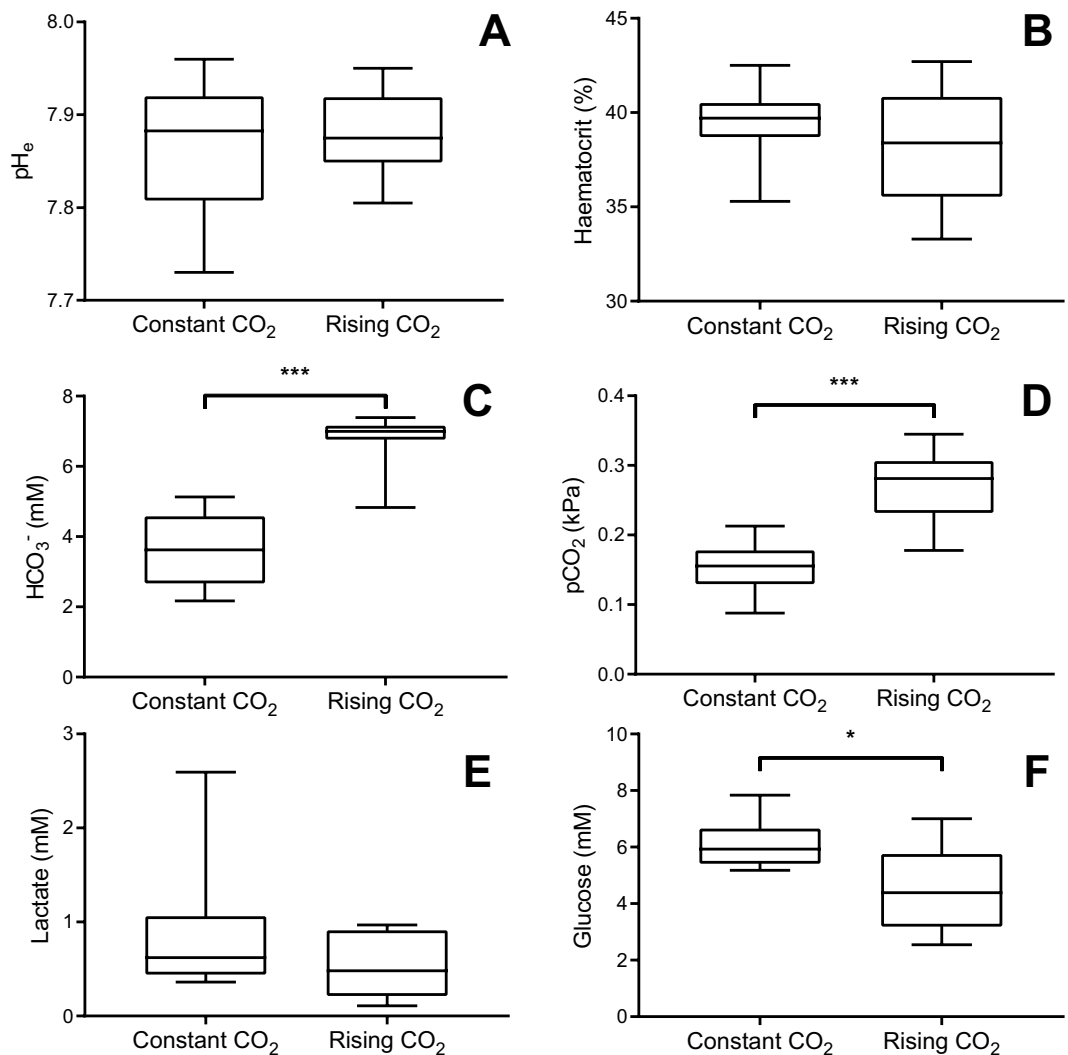 A
pHₑ
8.0
7.9
7.8
7.7
Constant CO₂
Rising CO₂
B
Haematocrit (%)
45
40
35
30
Constant CO₂
Rising CO₂
C
***
HCO₃⁻ (mM)
8
6
4
2
0
Constant CO₂
Rising CO₂
D
***
pCO₂ (kPa)
0.4
0.3
0.2
0.1
0.0
Constant CO₂
Rising CO₂
E
Lactate (mM)
3
2
1
0
Constant CO₂
Rising CO₂
F
*
Glucose (mM)
10
8
6
4
2
0
Constant CO₂
Rising CO₂